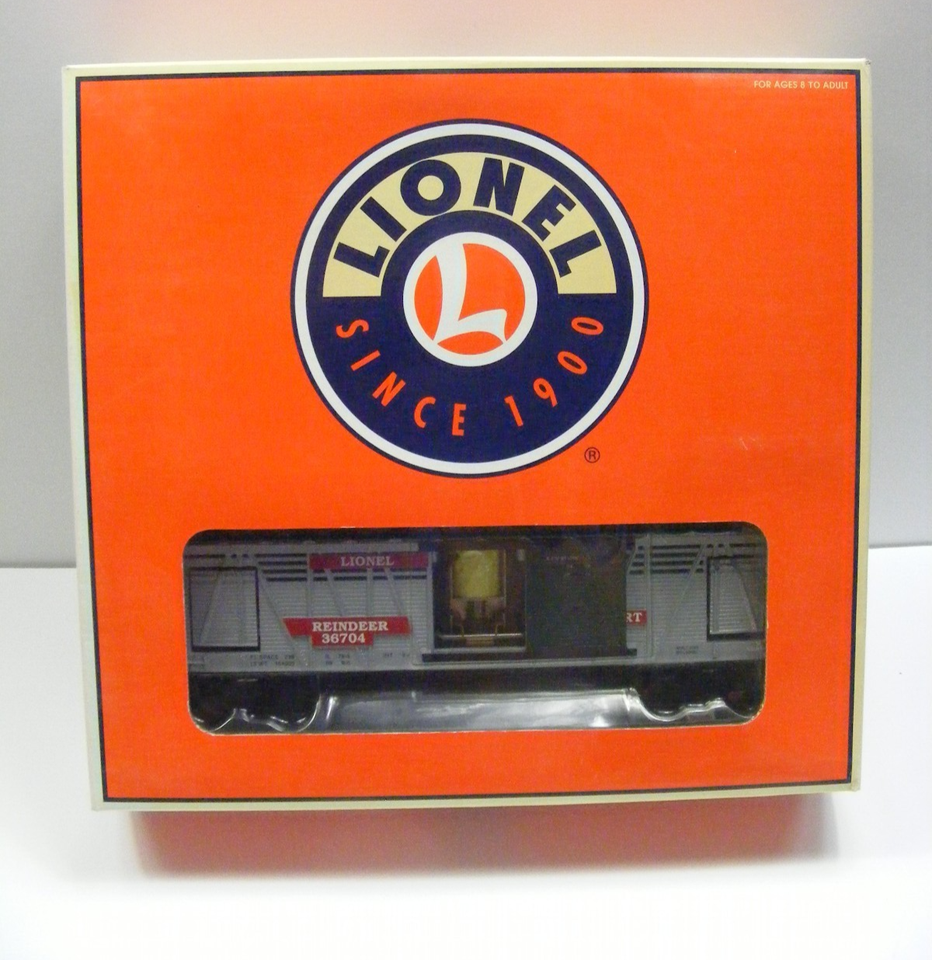 FOR AGES 8 TO ADULT
LIONEL
L
SINCE 1900
®
LIONEL
REINDEER
36704
RT